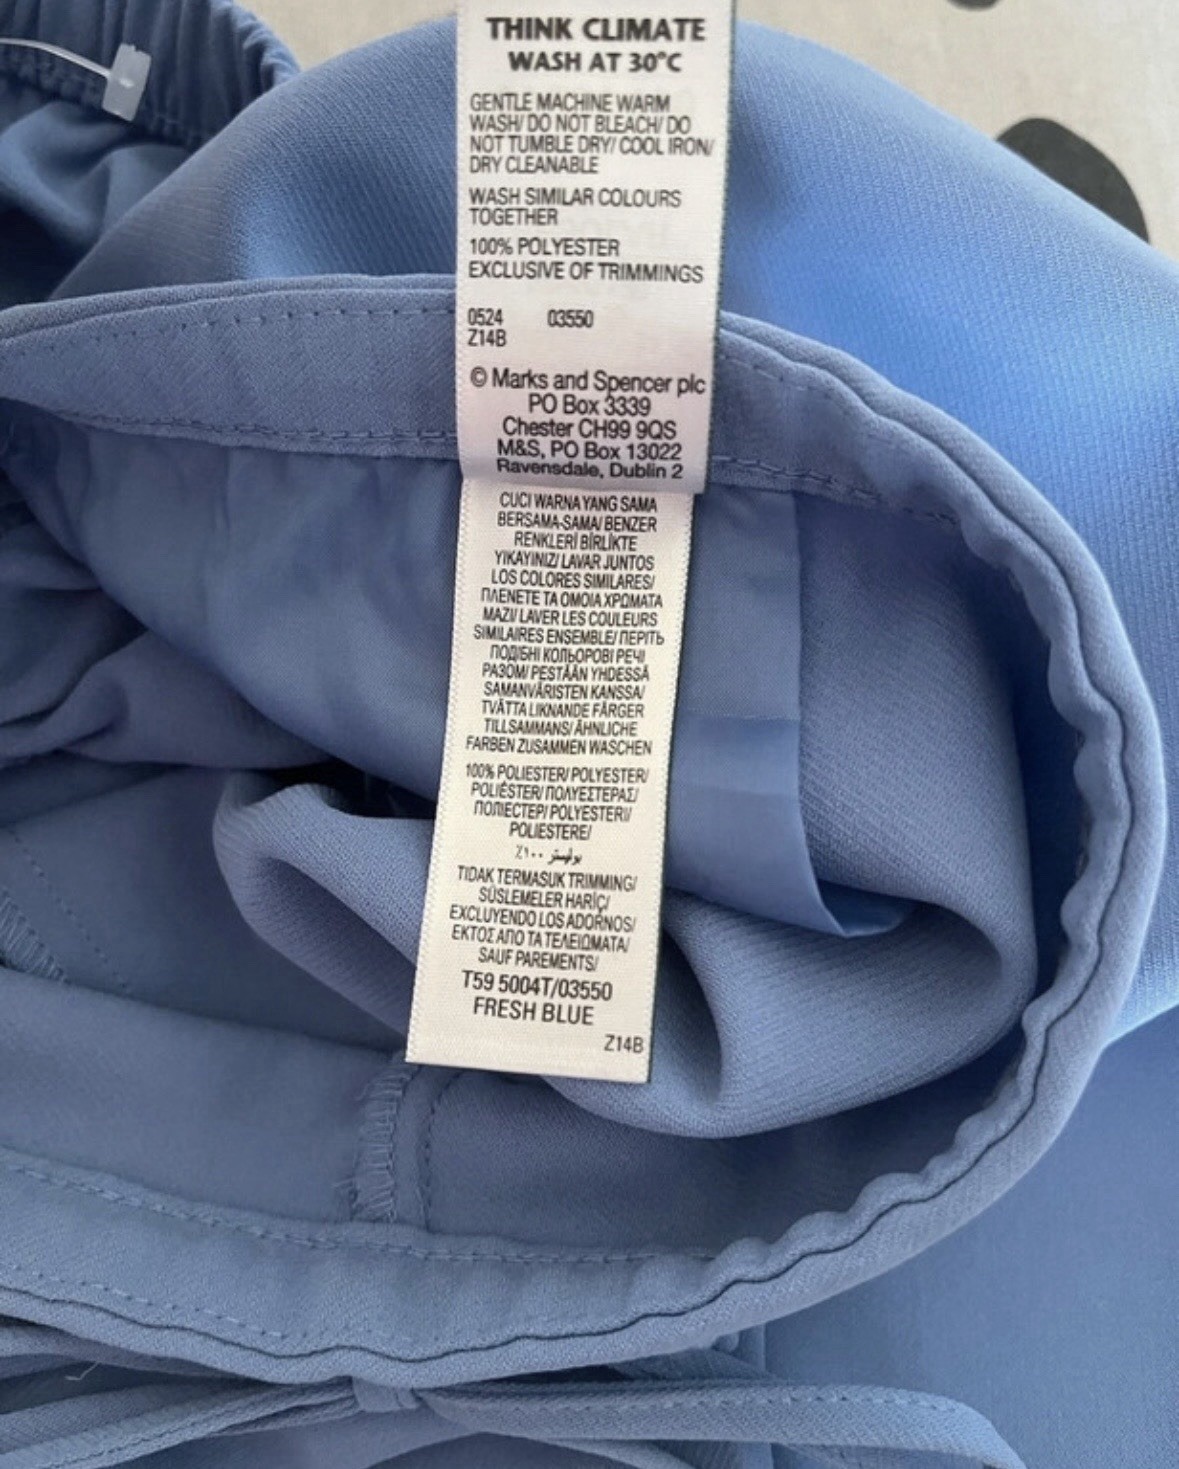 THINK CLIMATE
WASH AT 30°C
GENTLE MACHINE WARM
WASH/ DO NOT BLEACH/ DO
NOT TUMBLE DRY/ COOL IRON/
DRY CLEANABLE
WASH SIMILAR COLOURS
TOGETHER
100% POLYESTER
EXCLUSIVE OF TRIMMINGS
0524 03550
Z14B
© Marks and Spencer plc
PO Box 3339
Chester CH99 9QS
M&S, PO Box 13022
Ravensdale, Dublin 2
CUCI WARNA YANG SAMA
BERSAMA-SAMA/ BENZER
RENKLERİ BİRLİKTE
YIKAYINIZ/ LAVAR JUNTOS
LOS COLORES SIMILARES/
ΠΛΕΝΕΤΕ ΤΑ ΟΜΟΙΑ ΧΡΩΜΑΤΑ
ΜΑΖΙ/ LAVER LES COULEURS
SIMILAIRES ENSEMBLE/ ПЕРІТЬ
ПОДІБНІ КОЛЬОРОВІ РЕЧІ
РАЗОМ/ PESTÄÄN YHDESSÄ
SAMANVÄRISTEN KANSSA/
TVÄTTA LIKNANDE FÄRGER
TILLSAMMANS/ ÄHNLICHE
FARBEN ZUSAMMEN WASCHEN
100% POLIESTER/ POLYESTER/
POLIÉSTER/ ΠΟΛΥΕΣΤΕΡΑΣ/
ПОЛІЕСТЕР/ POLYESTERI/
POLIESTERE/
بوليستر ١٠٠٪
TIDAK TERMASUK TRIMMING/
SÜSLEMELER HARİÇ/
EXCLUYENDO LOS ADORNOS/
ΕΚΤΟΣ ΑΠΟ ΤΑ ΤΕΛΕΙΩΜΑΤΑ/
SAUF PAREMENTS/
T59 5004T/03550
FRESH BLUE
Z14B